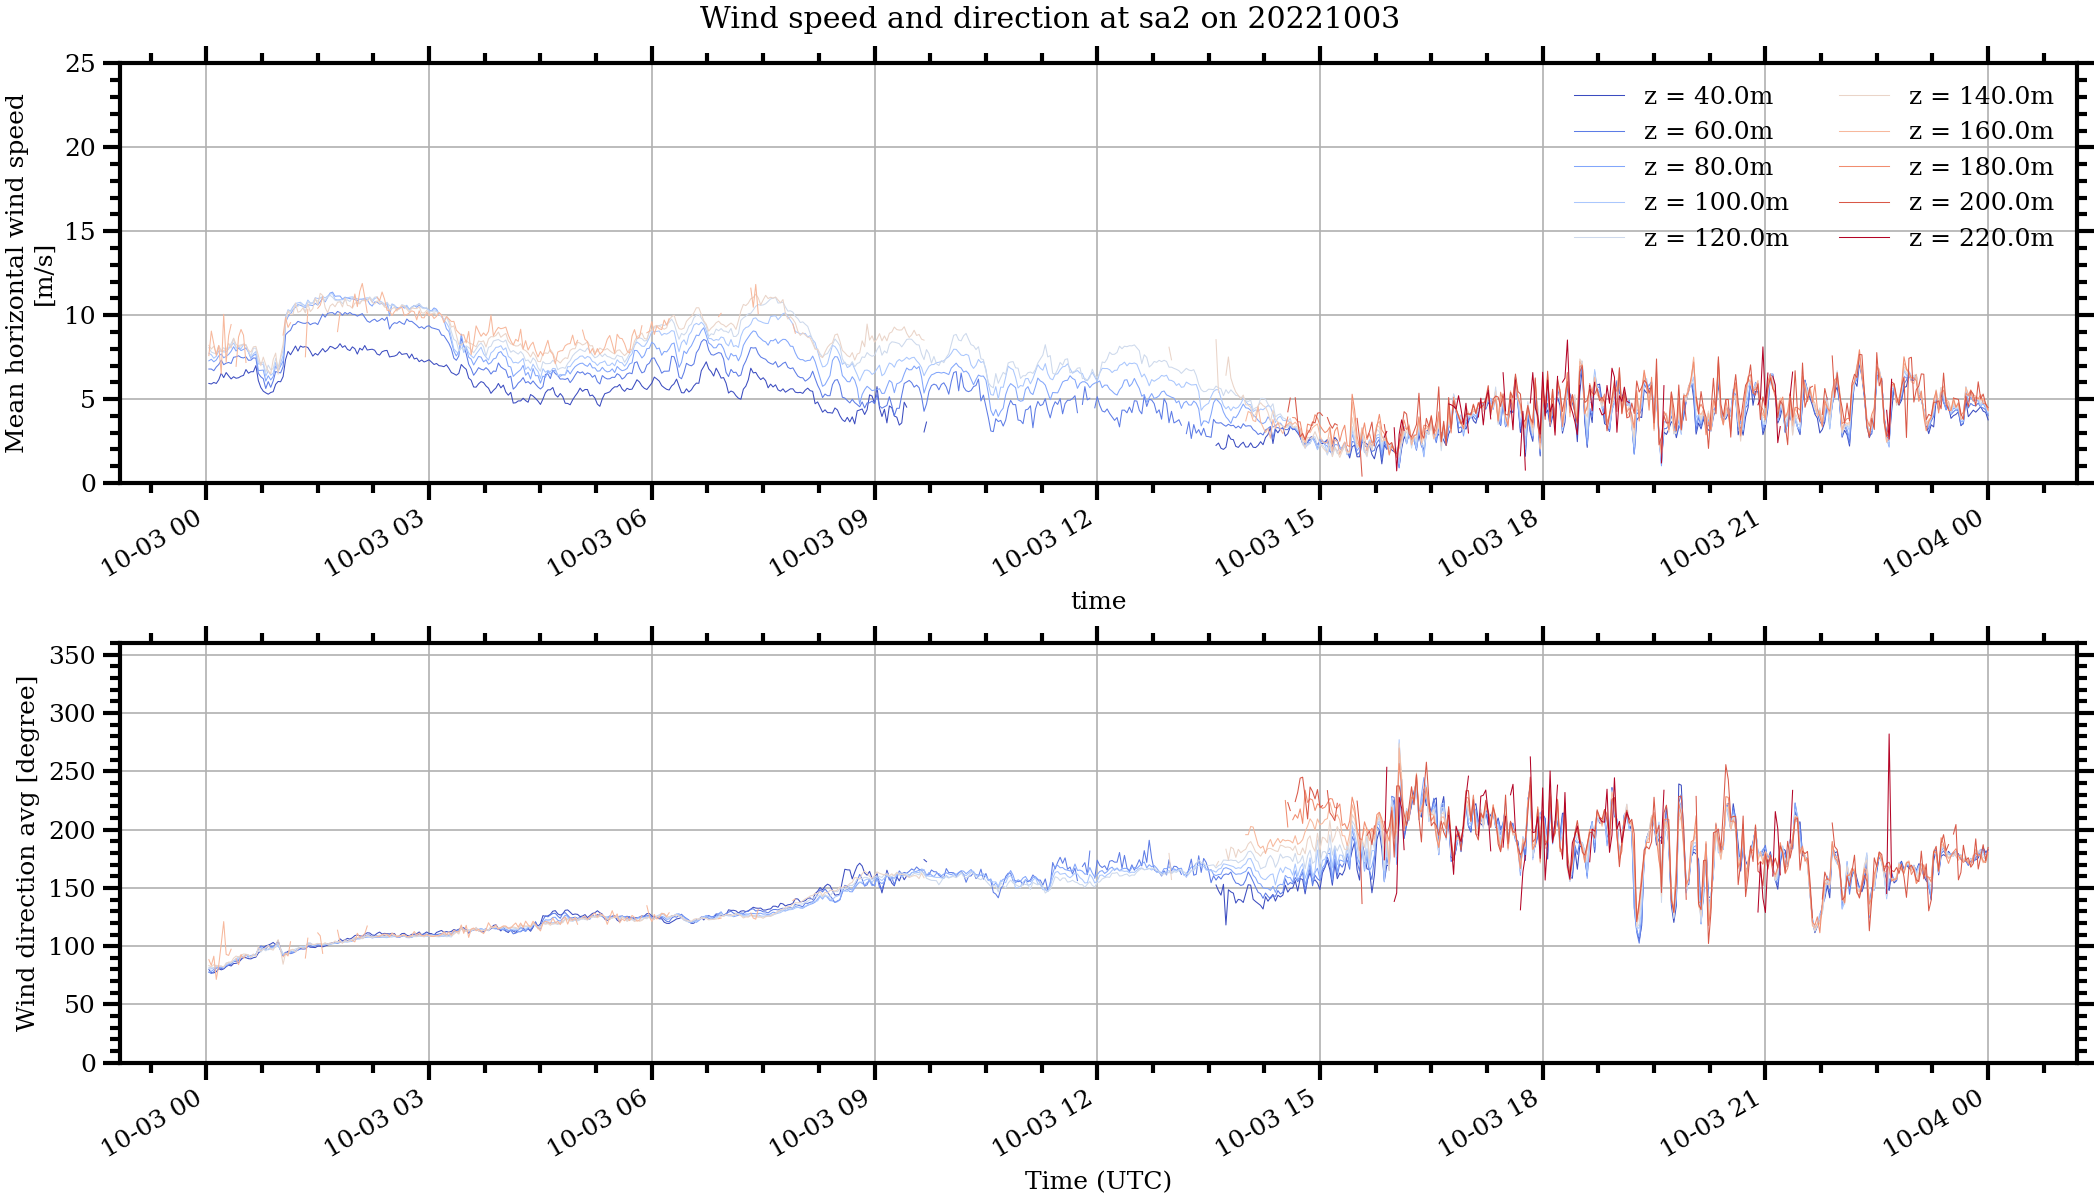 Wind speed and direction at sa2 on 20221003
Mean horizontal wind speed
[m/s]
25
20
15
10
5
0
z = 40.0m
z = 60.0m
z = 80.0m
z = 100.0m
z = 120.0m
z = 140.0m
z = 160.0m
z = 180.0m
z = 200.0m
z = 220.0m
10-03 00
10-03 03
10-03 06
10-03 09
10-03 12
10-03 15
10-03 18
10-03 21
10-04 00
time
Wind direction avg [degree]
350
300
250
200
150
100
50
0
10-03 00
10-03 03
10-03 06
10-03 09
10-03 12
10-03 15
10-03 18
10-03 21
10-04 00
Time (UTC)